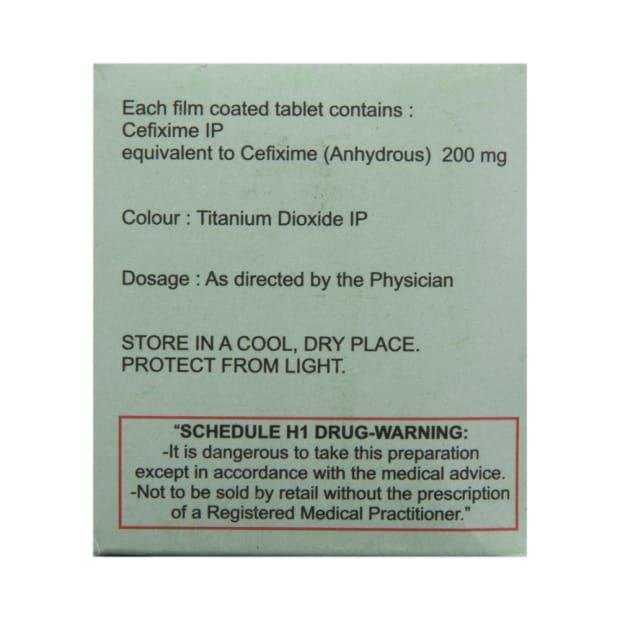 Each film coated tablet contains :
Cefixime IP
equivalent to Cefixime (Anhydrous) 200 mg
Colour : Titanium Dioxide IP
Dosage : As directed by the Physician
STORE IN A COOL, DRY PLACE.
PROTECT FROM LIGHT.
“SCHEDULE H1 DRUG-WARNING:
-It is dangerous to take this preparation
except in accordance with the medical advice.
-Not to be sold by retail without the prescription
of a Registered Medical Practitioner.”